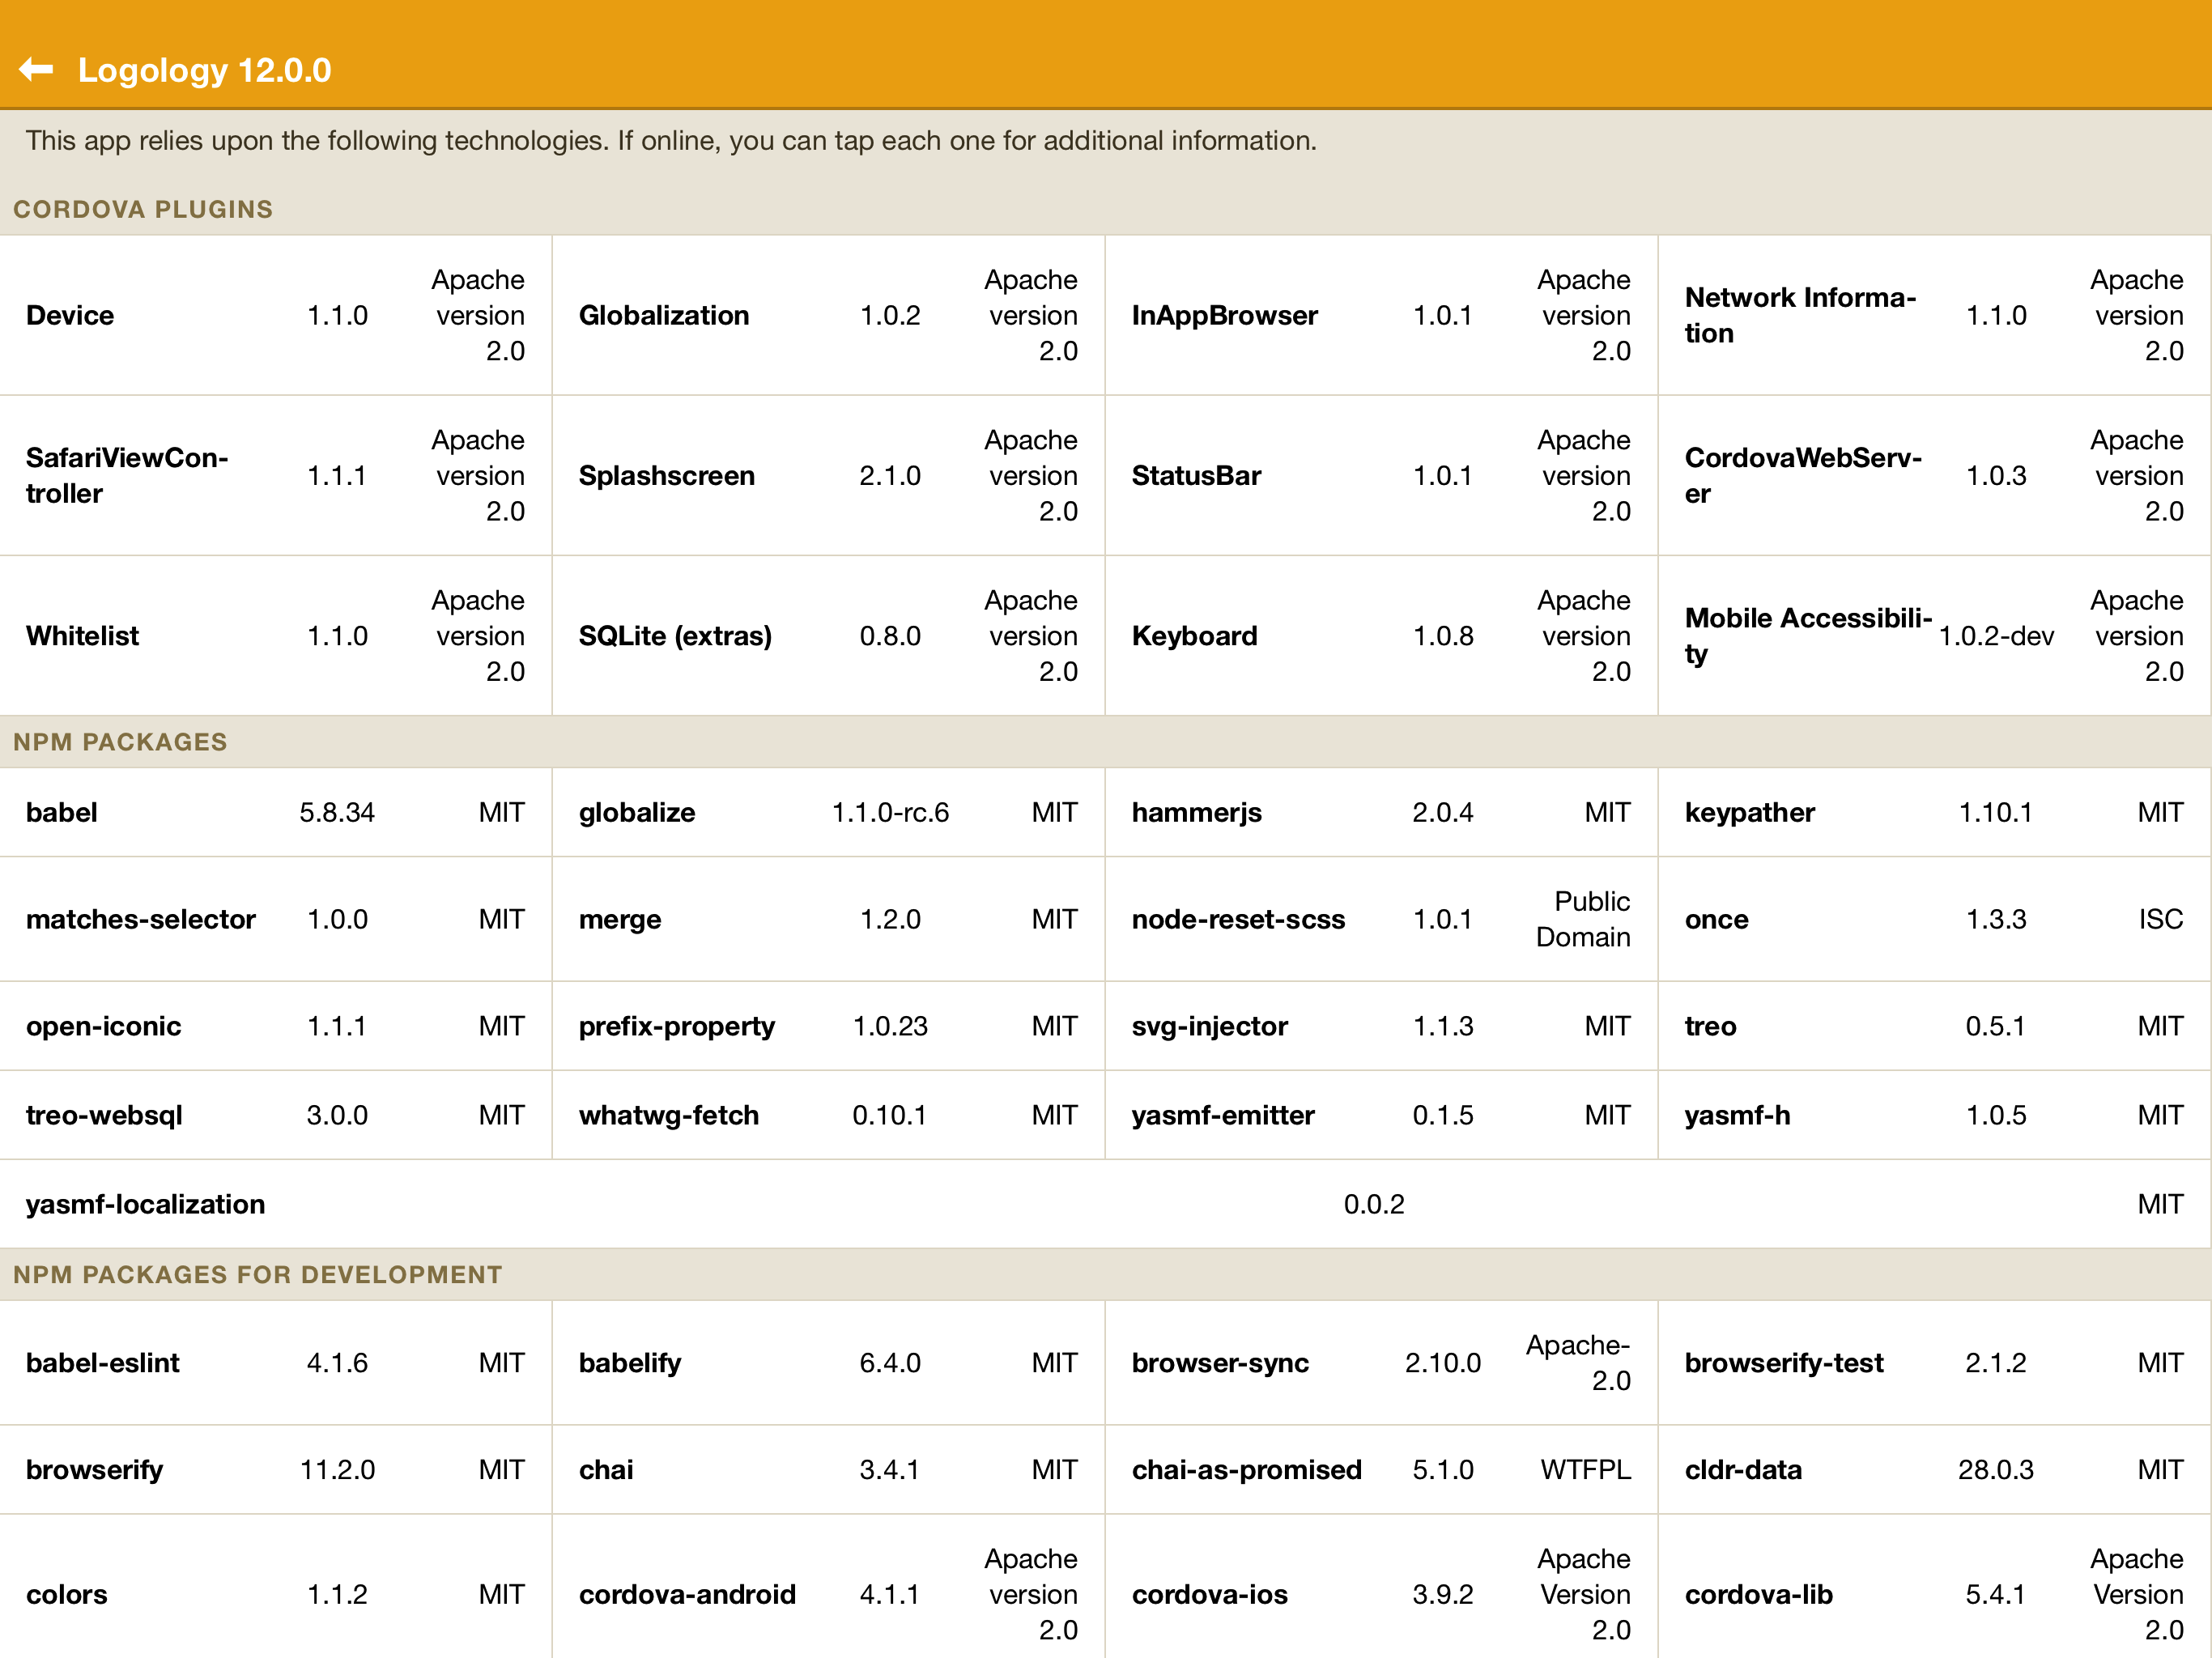 Logology 12.0.0
This app relies upon the following technologies. If online, you can tap each one for additional information.
CORDOVA PLUGINS
Device 1.1.0 Apache version 2.0
Globalization 1.0.2 Apache version 2.0
InAppBrowser 1.0.1 Apache version 2.0
Network Informa-
tion 1.1.0 Apache version 2.0
SafariViewCon-
troller 1.1.1 Apache version 2.0
Splashscreen 2.1.0 Apache version 2.0
StatusBar 1.0.1 Apache version 2.0
CordovaWebServ-
er 1.0.3 Apache version 2.0
Whitelist 1.1.0 Apache version 2.0
SQLite (extras) 0.8.0 Apache version 2.0
Keyboard 1.0.8 Apache version 2.0
Mobile Accessibili-
ty 1.0.2-dev Apache version 2.0
NPM PACKAGES
babel 5.8.34 MIT
globalize 1.1.0-rc.6 MIT
hammerjs 2.0.4 MIT
keypather 1.10.1 MIT
matches-selector 1.0.0 MIT
merge 1.2.0 MIT
node-reset-scss 1.0.1 Public Domain
once 1.3.3 ISC
open-iconic 1.1.1 MIT
prefix-property 1.0.23 MIT
svg-injector 1.1.3 MIT
treo 0.5.1 MIT
treo-websql 3.0.0 MIT
whatwg-fetch 0.10.1 MIT
yasmf-emitter 0.1.5 MIT
yasmf-h 1.0.5 MIT
yasmf-localization 0.0.2 MIT
NPM PACKAGES FOR DEVELOPMENT
babel-eslint 4.1.6 MIT
babelify 6.4.0 MIT
browser-sync 2.10.0 Apache-
2.0
browserify-test 2.1.2 MIT
browserify 11.2.0 MIT
chai 3.4.1 MIT
chai-as-promised 5.1.0 WTFPL
cldr-data 28.0.3 MIT
colors 1.1.2 MIT
cordova-android 4.1.1 Apache version 2.0
cordova-ios 3.9.2 Apache Version 2.0
cordova-lib 5.4.1 Apache Version 2.0